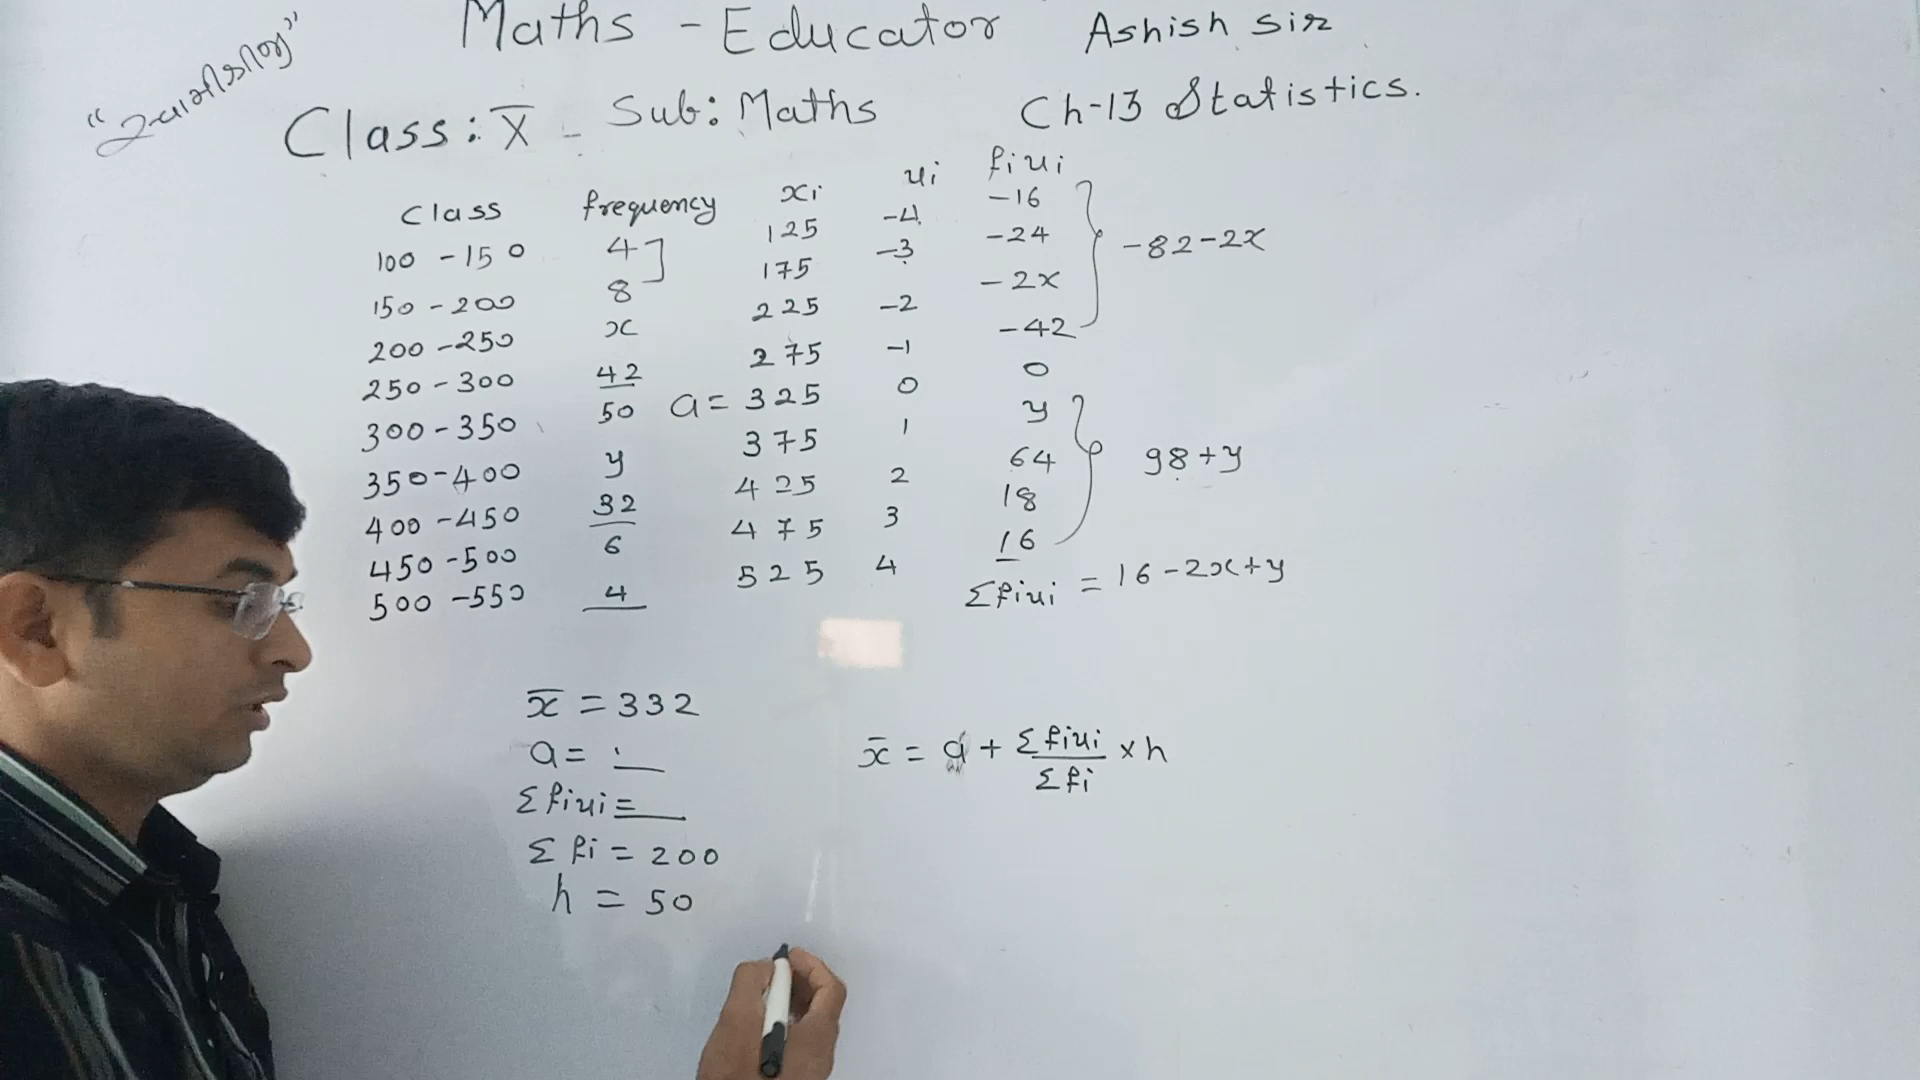 Maths - Educator Ashish sir
"સ્વામીશ્રીજી"
Class: X - Sub: Maths Ch-13 Statistics.
Class frequency xi ui fiui
100 - 150 4 125 -4 -16
150 - 200 8 175 -3 -24
200 - 250 x 225 -2 -2x
250 - 300 42 275 -1 -42
-82-2x
300 - 350 50 a = 325 0 0
350 - 400 y 375 1 y
400 - 450 32 425 2 64
450 - 500 6 475 3 18
500 - 550 4 525 4 16
98+y
Σfiui = 16-2x+y
x̄ = 332
a = __
Σfiui = __
Σfi = 200
h = 50
x̄ = a + Σfiui / Σfi × h